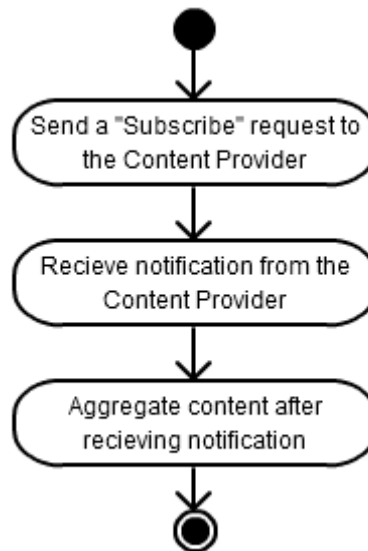 Send a "Subscribe" request to
the Content Provider
Recieve notification from the
Content Provider
Aggregate content after
recieving notification